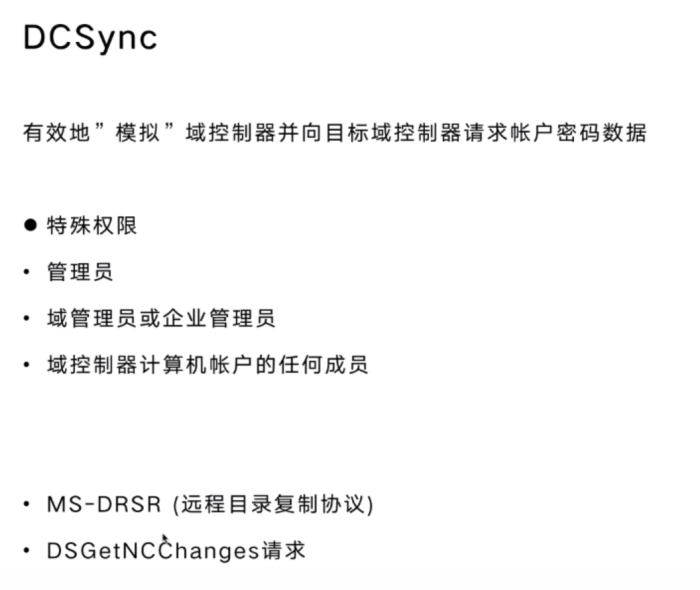 DCSync
有效地”模拟”域控制器并向目标域控制器请求帐户密码数据
● 特殊权限
• 管理员
• 域管理员或企业管理员
• 域控制器计算机帐户的任何成员
• MS-DRSR (远程目录复制协议)
• DSGetNCChanges请求